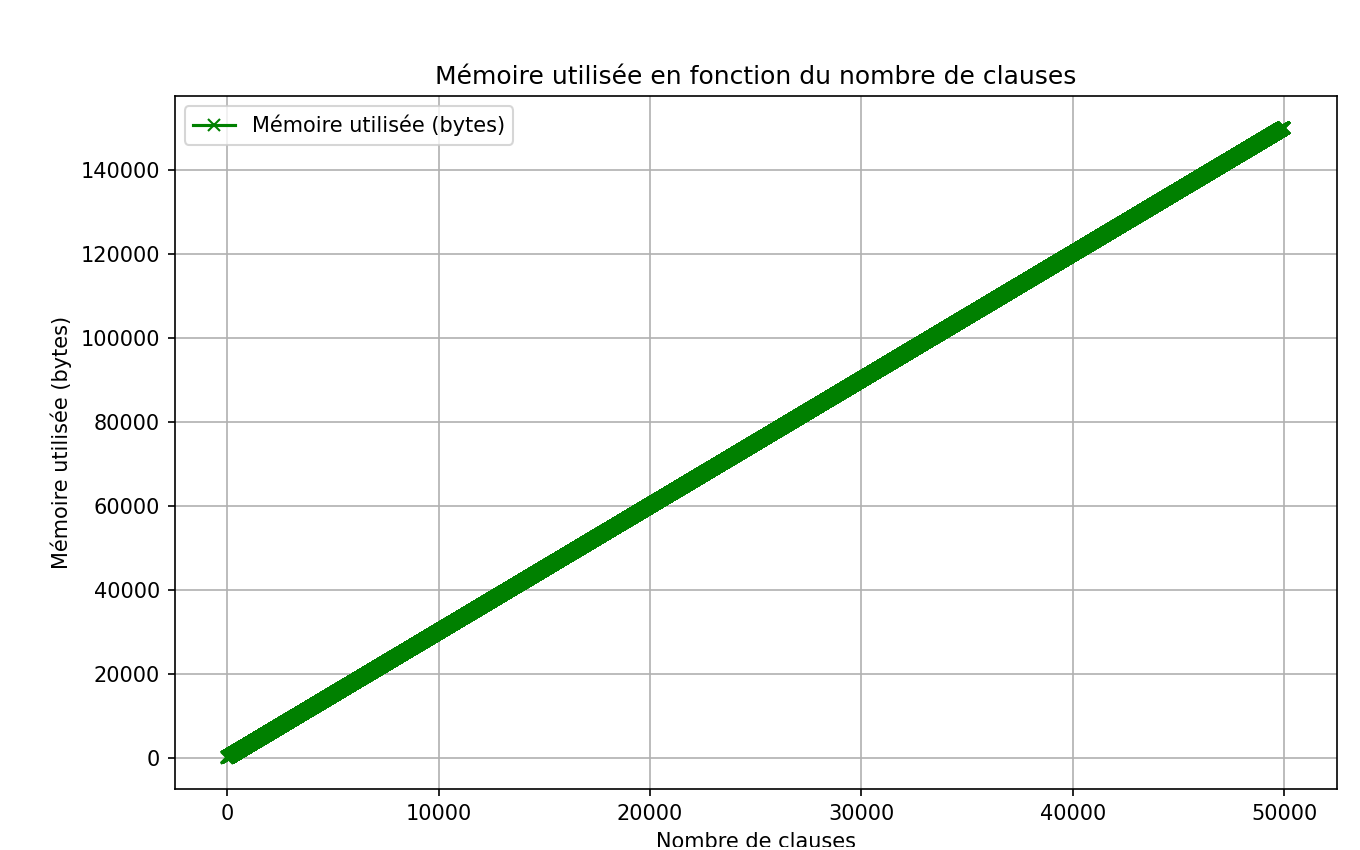 Mémoire utilisée en fonction du nombre de clauses
Mémoire utilisée (bytes)
Mémoire utilisée (bytes)
140000
120000
100000
80000
60000
40000
20000
0
0 10000 20000 30000 40000 50000
Nombre de clauses